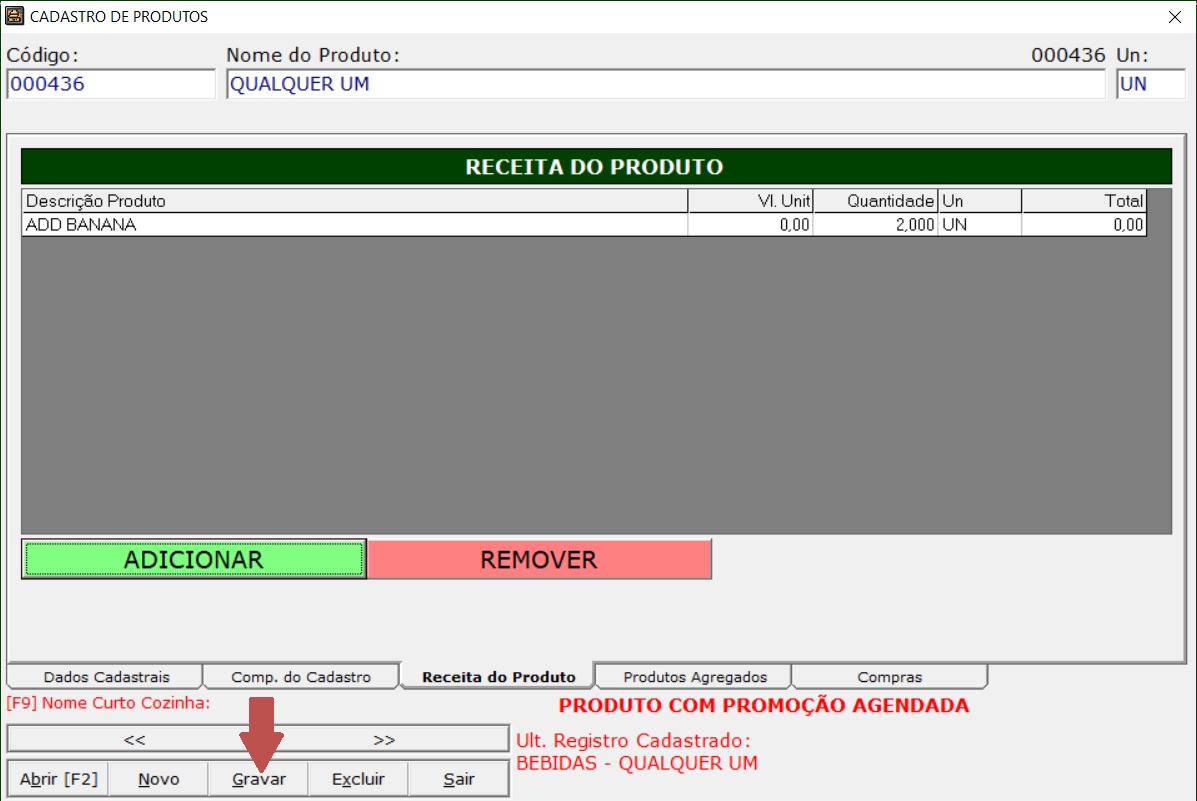 CADASTRO DE PRODUTOS
Código: Nome do Produto: 000436 Un:
000436 QUALQUER UM UN
RECEITA DO PRODUTO
Descrição Produto Vl. Unit Quantidade Un Total
ADD BANANA 0,00 2,000 UN 0,00
ADICIONAR REMOVER
Dados Cadastrais Comp. do Cadastro Receita do Produto Produtos Agregados Compras
[F9] Nome Curto Cozinha: PRODUTO COM PROMOÇÃO AGENDADA
<< >> Ult. Registro Cadastrado:
BEBIDAS - QUALQUER UM
Abrir [F2] Novo Gravar Excluir Sair